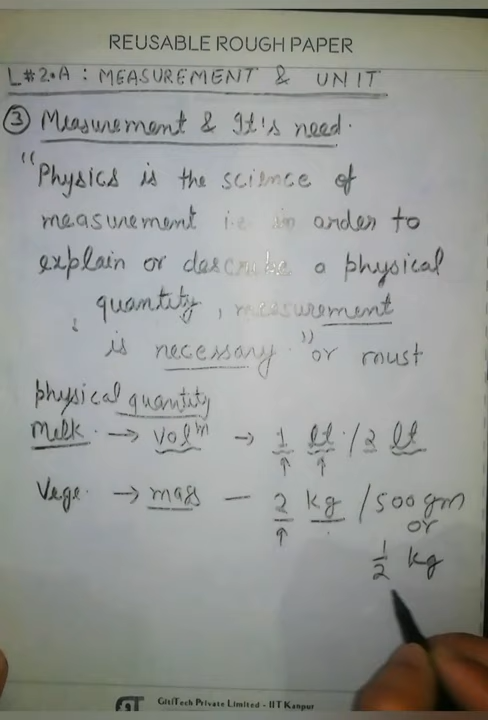 REUSABLE ROUGH PAPER
L#2.A : MEASUREMENT & UNIT
③ Measurement & It's need.
"Physics is the science of
measurement i.e in order to
explain or describe a physical
quantity, measurement
is necessary." or must
physical quantity
Melk → volᵐ → 1 lt / 2 lt
Vege. → mass — 2 kg / 500 gm
or
1/2 kg
GitiTech Private Limited - IIT Kanpur